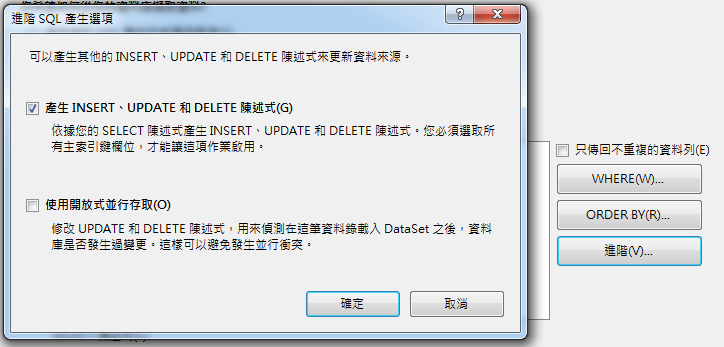 進階 SQL 產生選項
可以產生其他的 INSERT、UPDATE 和 DELETE 陳述式來更新資料來源。
產生 INSERT、UPDATE 和 DELETE 陳述式(G)
依據您的 SELECT 陳述式產生 INSERT、UPDATE 和 DELETE 陳述式。您必須選取所
有主索引鍵欄位，才能讓這項作業啟用。
使用開放式並行存取(O)
修改 UPDATE 和 DELETE 陳述式，用來偵測在這筆資料錄載入 DataSet 之後，資料
庫是否發生過變更。這樣可以避免發生並行衝突。
確定
取消
只傳回不重複的資料列(E)
WHERE(W)...
ORDER BY(R)...
進階(V)...